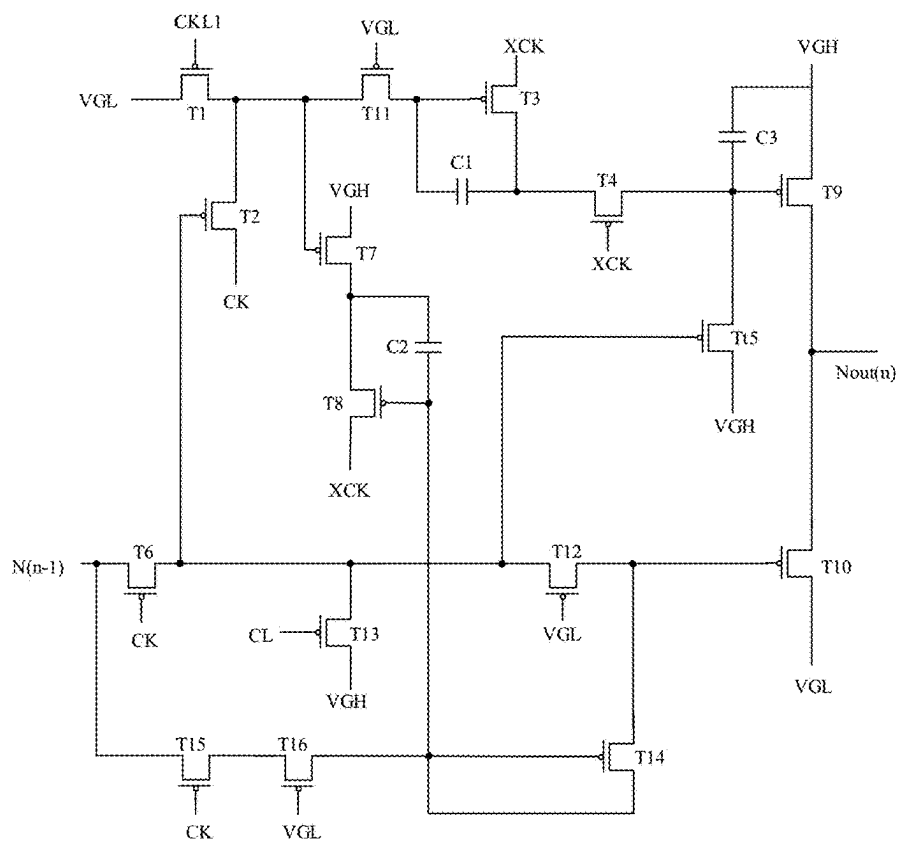 CKL1
VGL
XCK
VGH
VGL
T1
T11
T3
C3
C1
T4
T9
VGH
T2
T7
XCK
CK
C2
Tt5
Nout(n)
T8
VGH
XCK
T6
T12
N(n-1)
T10
CK
CL
T13
VGL
VGH
VGL
T15
T16
T14
CK
VGL